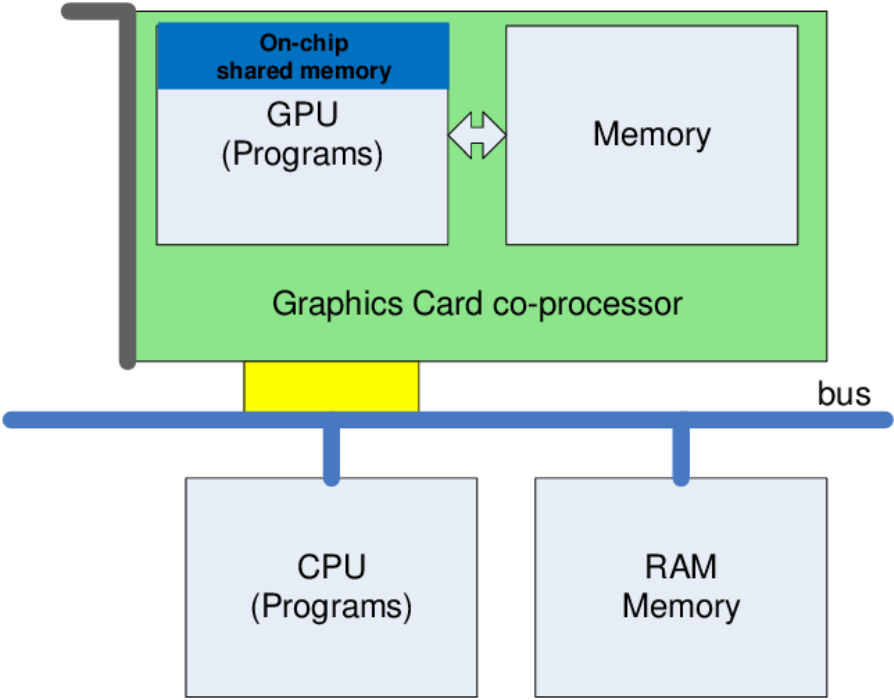 On-chip
shared memory
GPU
(Programs)
Memory
Graphics Card co-processor
bus
CPU
(Programs)
RAM
Memory